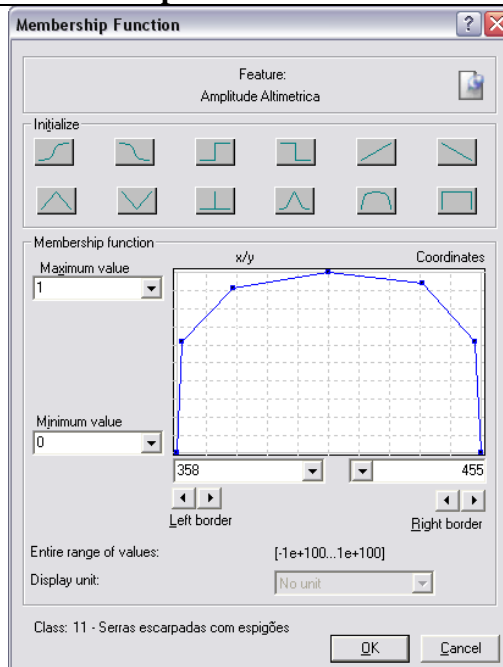 Membership Function
Feature:
Amplitude Altimetrica
Initialize
Membership function
Maximum value
x/y
Coordinates
1
Minimum value
0
358
455
Left border
Right border
Entire range of values:
[-1e+100...1e+100]
Display unit:
No unit
Class: 11 - Serras escarpadas com espigões
OK
Cancel